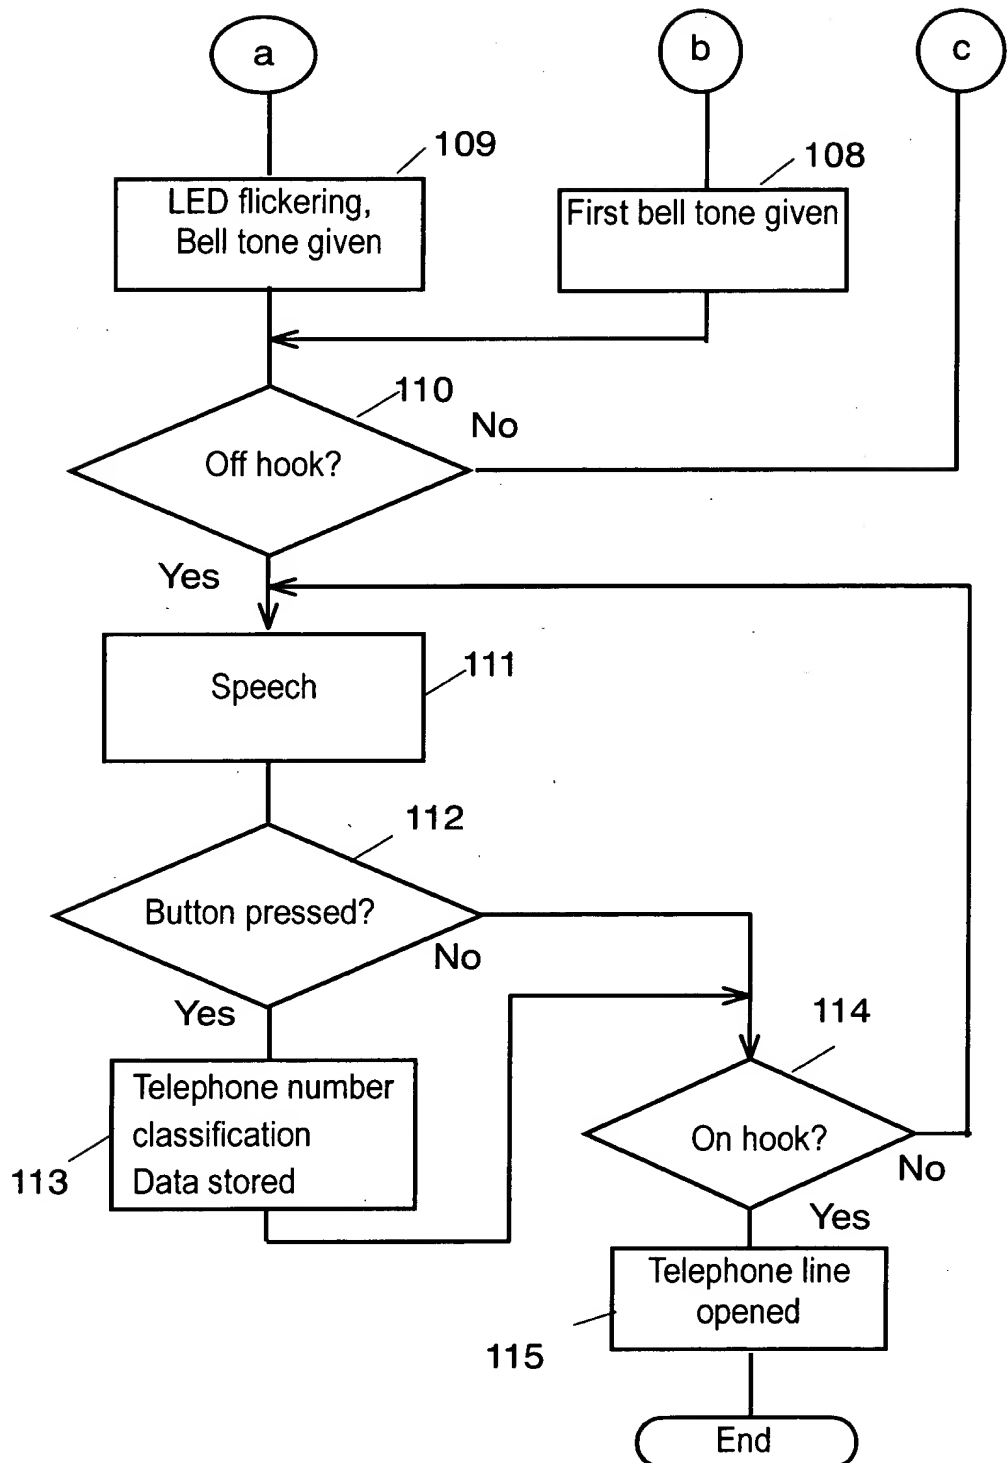 a
b
c
109
108
LED flickering,
Bell tone given
First bell tone given
110
No
Off hook?
Yes
111
Speech
112
Button pressed?
No
Yes
114
Telephone number
classification
Data stored
113
On hook?
No
Yes
Telephone line
opened
115
End